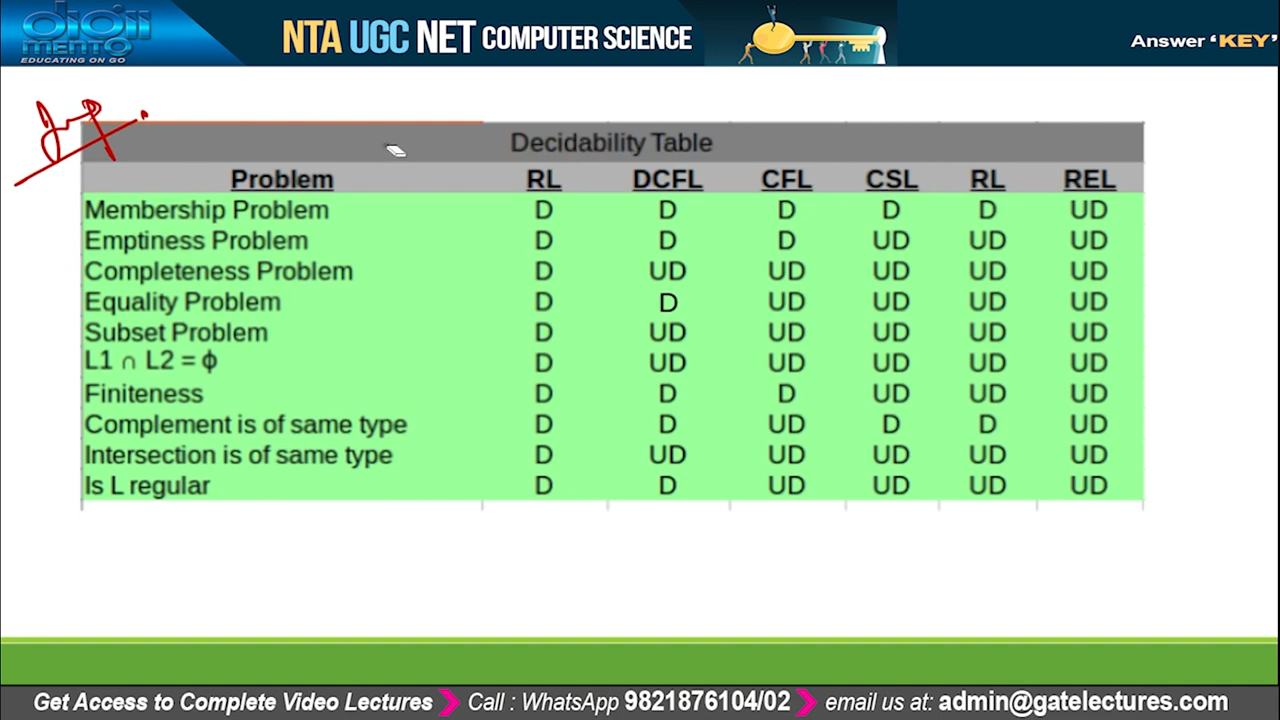 didii
MENTO
EDUCATING ON GO
NTA UGC NET COMPUTER SCIENCE
Answer ‘KEY’
Decidability Table
Problem RL DCFL CFL CSL RL REL
Membership Problem D D D D D UD
Emptiness Problem D D D UD UD UD
Completeness Problem D UD UD UD UD UD
Equality Problem D D UD UD UD UD
Subset Problem D UD UD UD UD UD
L1 ∩ L2 = ϕ D UD UD UD UD UD
Finiteness D D D UD UD UD
Complement is of same type D D UD D D UD
Intersection is of same type D UD UD UD UD UD
Is L regular D D UD UD UD UD
Get Access to Complete Video Lectures Call : WhatsApp 9821876104/02 email us at: admin@gatelectures.com